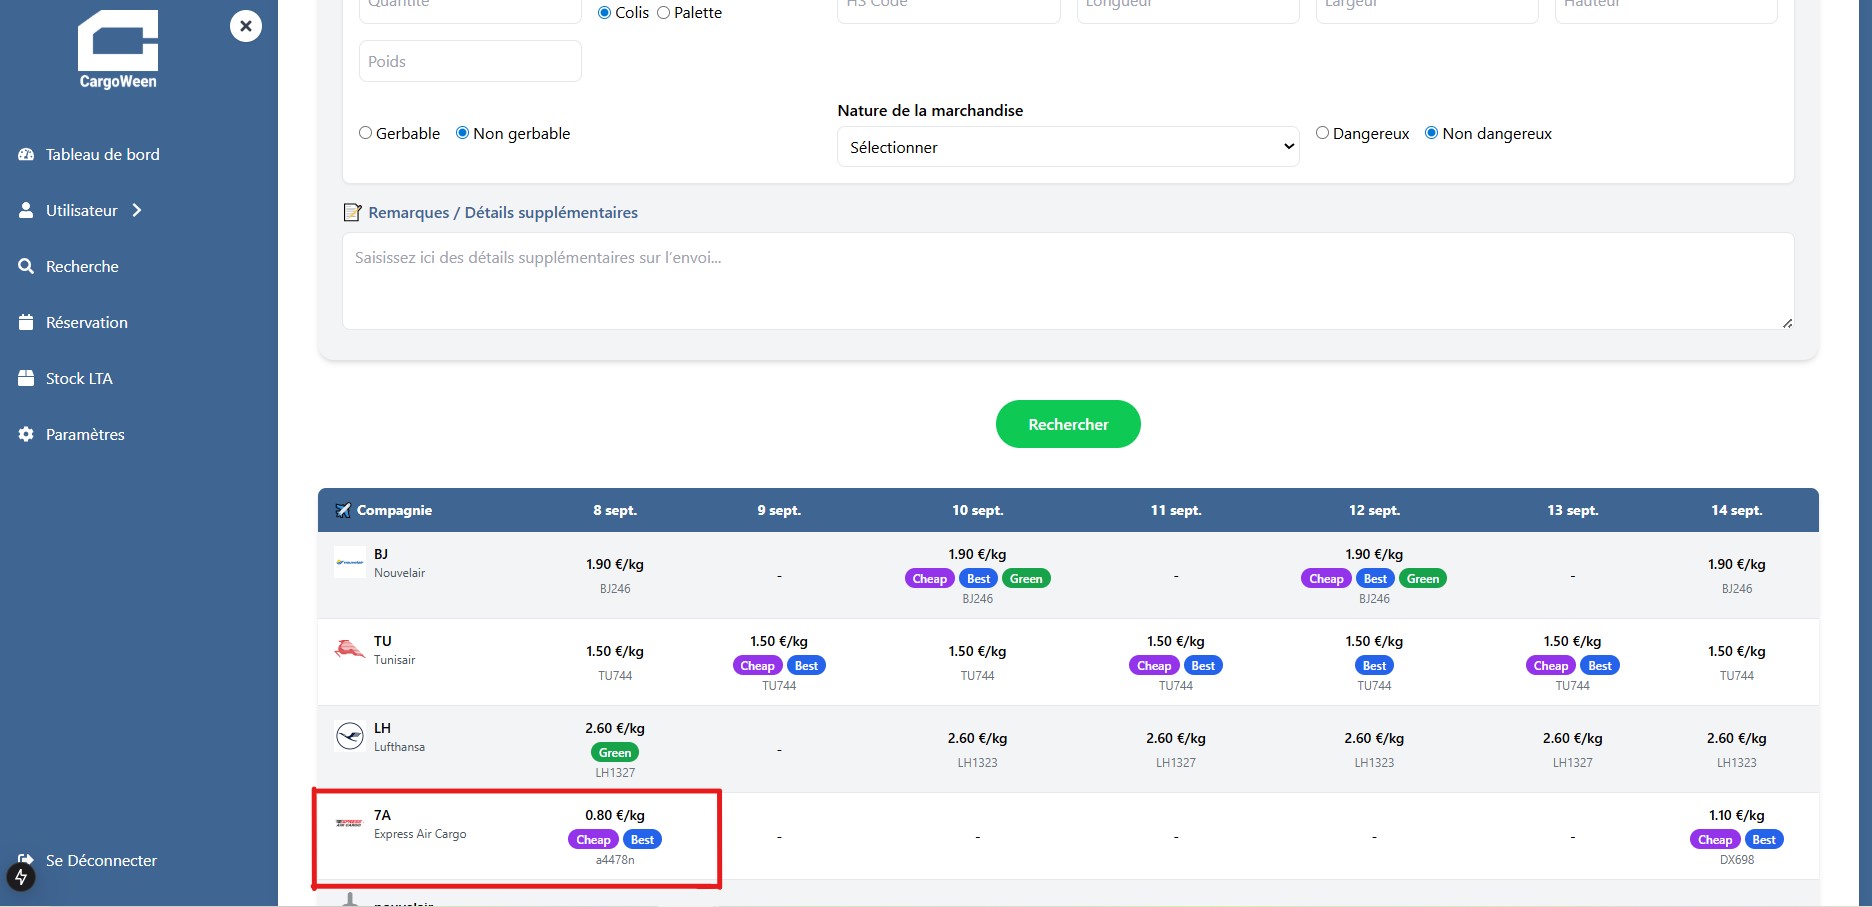 CargoWeen
Tableau de bord
Utilisateur
Recherche
Réservation
Stock LTA
Paramètres
Se Déconnecter
Quantité
Colis Palette
HS Code
Longueur
Largeur
Hauteur
Poids
Gerbable Non gerbable
Nature de la marchandise
Sélectionner
Dangereux Non dangereux
Remarques / Détails supplémentaires
Saisissez ici des détails supplémentaires sur l'envoi...
Rechercher
Compagnie 8 sept. 9 sept. 10 sept. 11 sept. 12 sept. 13 sept. 14 sept.
BJ
Nouvelair
1.90 €/kg
BJ246
-
1.90 €/kg
Cheap Best Green
BJ246
-
1.90 €/kg
Cheap Best Green
BJ246
-
1.90 €/kg
BJ246
TU
Tunisair
1.50 €/kg
TU744
1.50 €/kg
Cheap Best
TU744
1.50 €/kg
TU744
1.50 €/kg
Cheap Best
TU744
1.50 €/kg
Best
TU744
1.50 €/kg
Cheap Best
TU744
1.50 €/kg
TU744
LH
Lufthansa
2.60 €/kg
Green
LH1327
-
2.60 €/kg
LH1323
2.60 €/kg
LH1327
2.60 €/kg
LH1323
2.60 €/kg
LH1327
2.60 €/kg
LH1323
7A
Express Air Cargo
0.80 €/kg
Cheap Best
a4478n
-
-
-
-
-
1.10 €/kg
Cheap Best
DX698
nouvelair